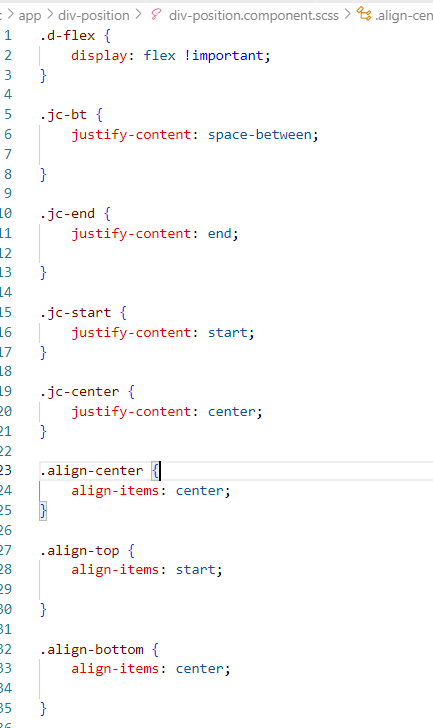 app > div-position > div-position.component.scss > .align-cen
1 .d-flex {
2 display: flex !important;
3 }
4
5 .jc-bt {
6 justify-content: space-between;
7
8 }
9
10 .jc-end {
11 justify-content: end;
12
13 }
14
15 .jc-start {
16 justify-content: start;
17 }
18
19 .jc-center {
20 justify-content: center;
21 }
22
23 .align-center {
24 align-items: center;
25 }
26
27 .align-top {
28 align-items: start;
29
30 }
31
32 .align-bottom {
33 align-items: center;
34
35 }